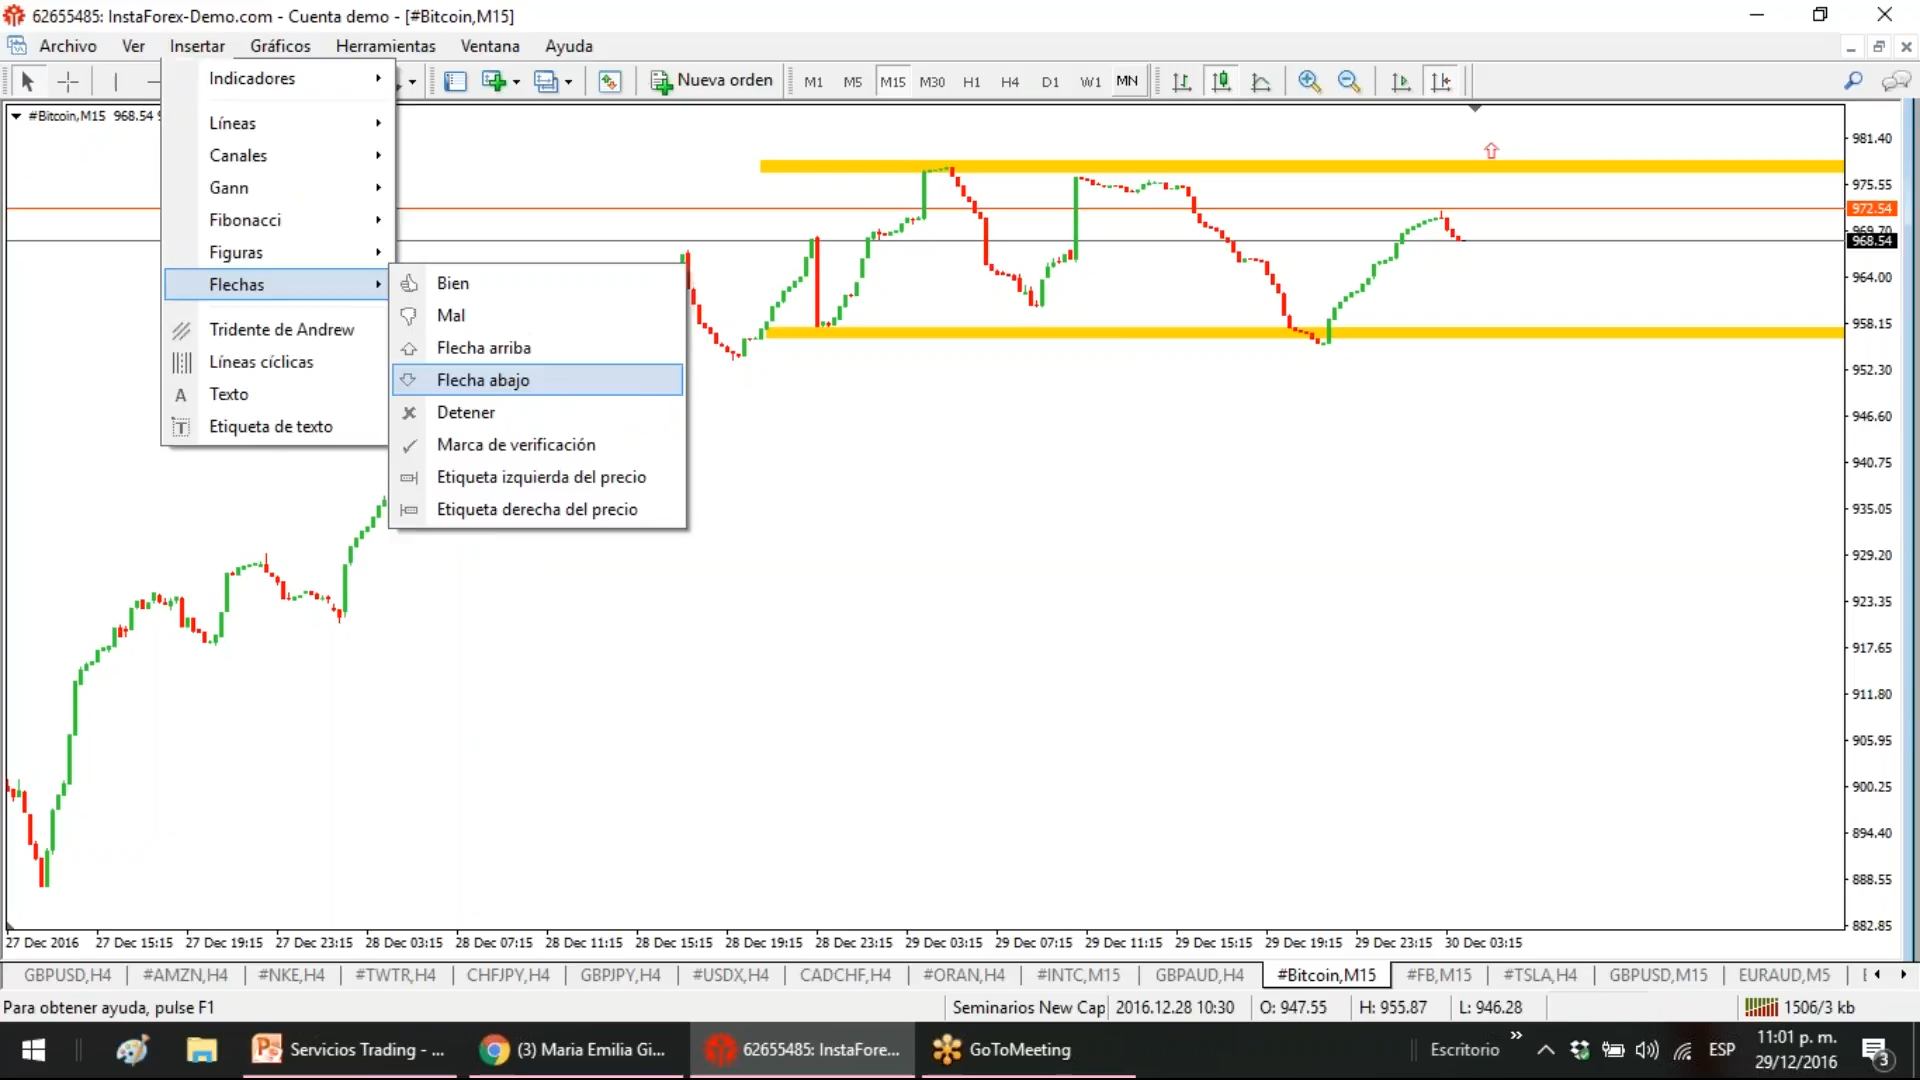 62655485: InstaForex-Demo.com - Cuenta demo - [#Bitcoin,M15]
Archivo Ver Insertar Gráficos Herramientas Ventana Ayuda
Nueva orden M1 M5 M15 M30 H1 H4 D1 W1 MN
#Bitcoin,M15 968.54
Indicadores
Líneas
Canales
Gann
Fibonacci
Figuras
Flechas
Tridente de Andrew
Líneas cíclicas
A Texto
T Etiqueta de texto
Bien
Mal
Flecha arriba
Flecha abajo
Detener
Marca de verificación
Etiqueta izquierda del precio
Etiqueta derecha del precio
981.40
975.55
972.54
969.70
968.54
964.00
958.15
952.30
946.60
940.75
935.05
929.20
923.35
917.65
911.80
905.95
900.25
894.40
888.55
882.85
27 Dec 2016 27 Dec 15:15 27 Dec 19:15 27 Dec 23:15 28 Dec 03:15 28 Dec 07:15 28 Dec 11:15 28 Dec 15:15 28 Dec 19:15 28 Dec 23:15 29 Dec 03:15 29 Dec 07:15 29 Dec 11:15 29 Dec 15:15 29 Dec 19:15 29 Dec 23:15 30 Dec 03:15
GBPUSD,H4 #AMZN,H4 #NKE,H4 #TWTR,H4 CHFJPY,H4 GBPJPY,H4 #USDX,H4 CADCHF,H4 #ORAN,H4 #INTC,M15 GBPAUD,H4 #Bitcoin,M15 #FB,M15 #TSLA,H4 GBPUSD,M15 EURAUD,M5
Para obtener ayuda, pulse F1 Seminarios New Cap 2016.12.28 10:30 O: 947.55 H: 955.87 L: 946.28 1506/3 kb
Servicios Trading - ... (3) Maria Emilia Gi... 62655485: InstaFore... GoToMeeting Escritorio ESP 11:01 p. m.
29/12/2016
3